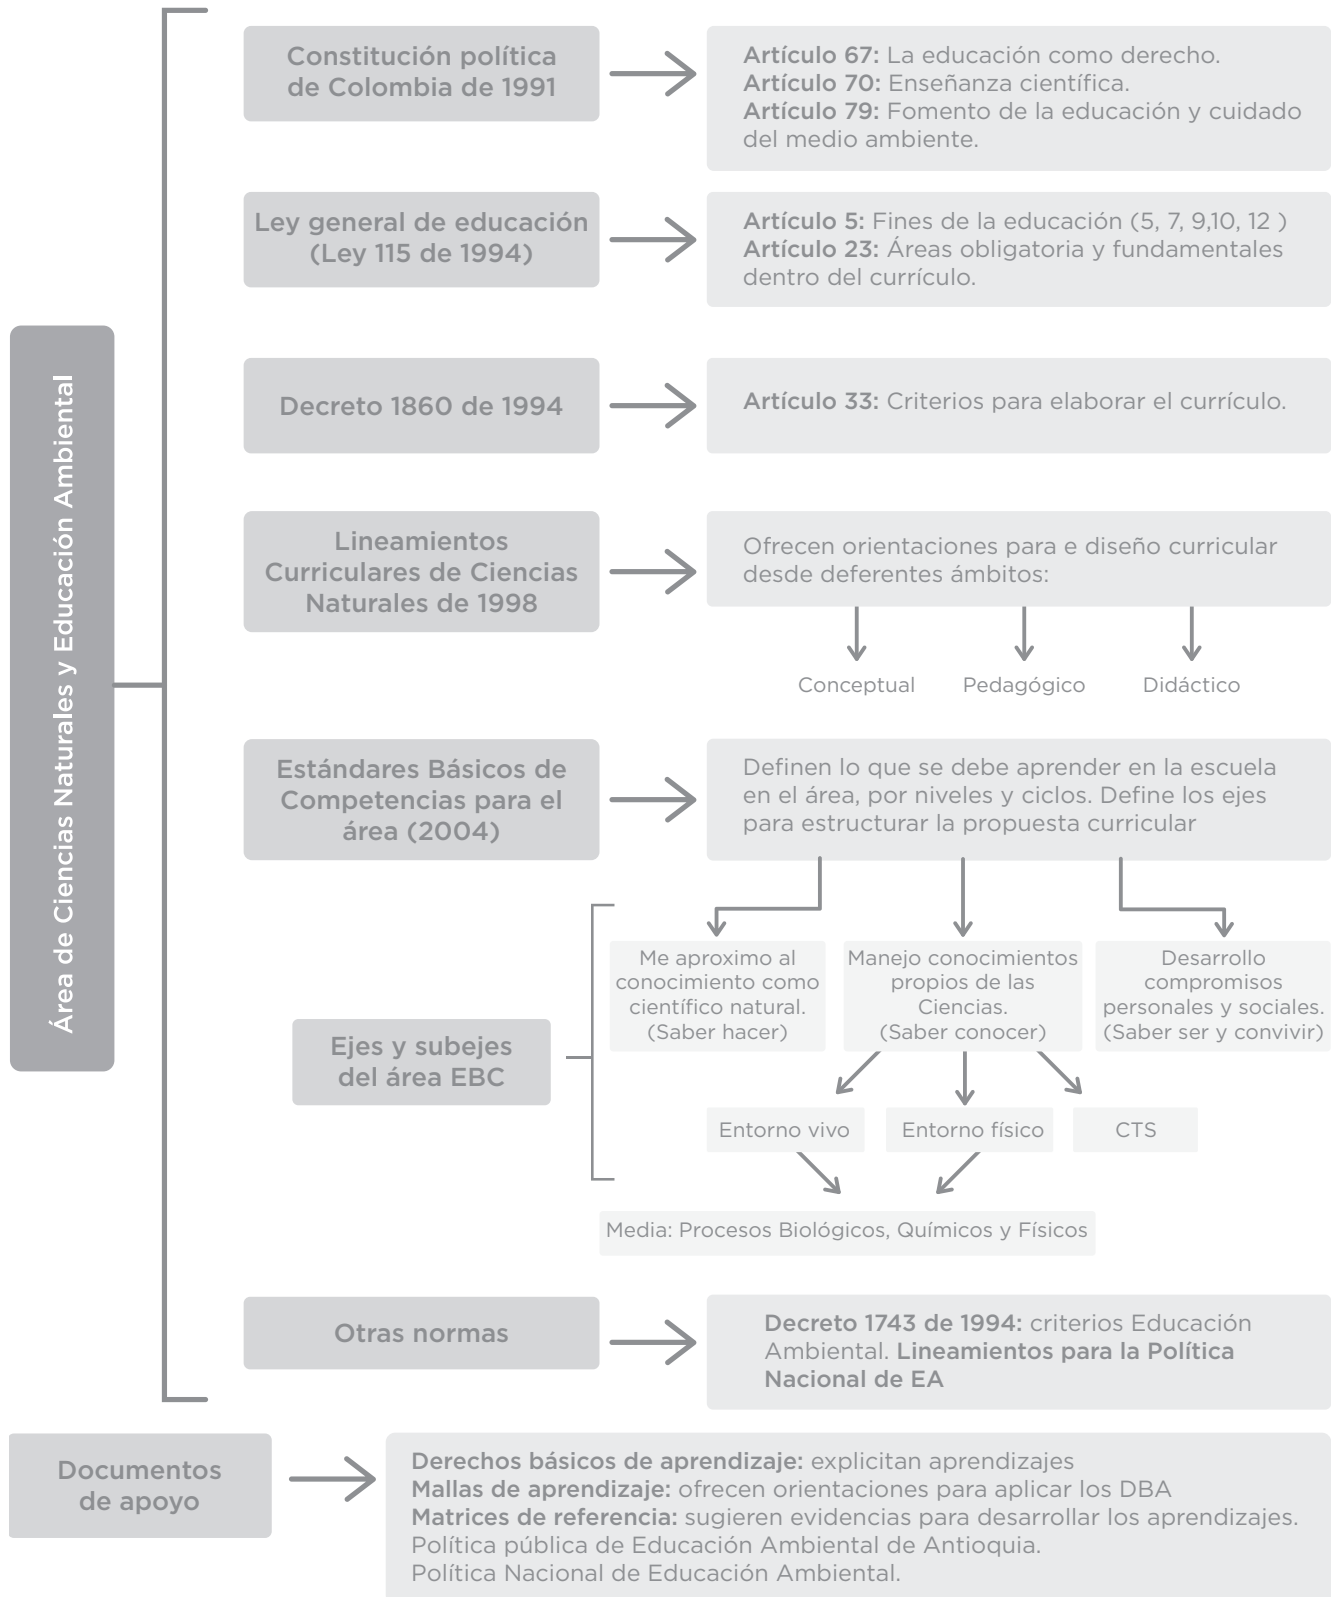 Área de Ciencias Naturales y Educación Ambiental
Constitución política
de Colombia de 1991
Artículo 67: La educación como derecho.
Artículo 70: Enseñanza científica.
Artículo 79: Fomento de la educación y cuidado
del medio ambiente.
Ley general de educación
(Ley 115 de 1994)
Artículo 5: Fines de la educación (5, 7, 9,10, 12 )
Artículo 23: Áreas obligatoria y fundamentales
dentro del currículo.
Decreto 1860 de 1994
Artículo 33: Criterios para elaborar el currículo.
Lineamientos
Curriculares de Ciencias
Naturales de 1998
Ofrecen orientaciones para e diseño curricular
desde deferentes ámbitos:
Conceptual
Pedagógico
Didáctico
Estándares Básicos de
Competencias para el
área (2004)
Definen lo que se debe aprender en la escuela
en el área, por niveles y ciclos. Define los ejes
para estructurar la propuesta curricular
Ejes y subejes
del área EBC
Me aproximo al
conocimiento como
científico natural.
(Saber hacer)
Manejo conocimientos
propios de las
Ciencias.
(Saber conocer)
Desarrollo
compromisos
personales y sociales.
(Saber ser y convivir)
Entorno vivo
Entorno físico
CTS
Media: Procesos Biológicos, Químicos y Físicos
Otras normas
Decreto 1743 de 1994: criterios Educación
Ambiental. Lineamientos para la Política
Nacional de EA
Documentos
de apoyo
Derechos básicos de aprendizaje: explicitan aprendizajes
Mallas de aprendizaje: ofrecen orientaciones para aplicar los DBA
Matrices de referencia: sugieren evidencias para desarrollar los aprendizajes.
Política pública de Educación Ambiental de Antioquia.
Política Nacional de Educación Ambiental.